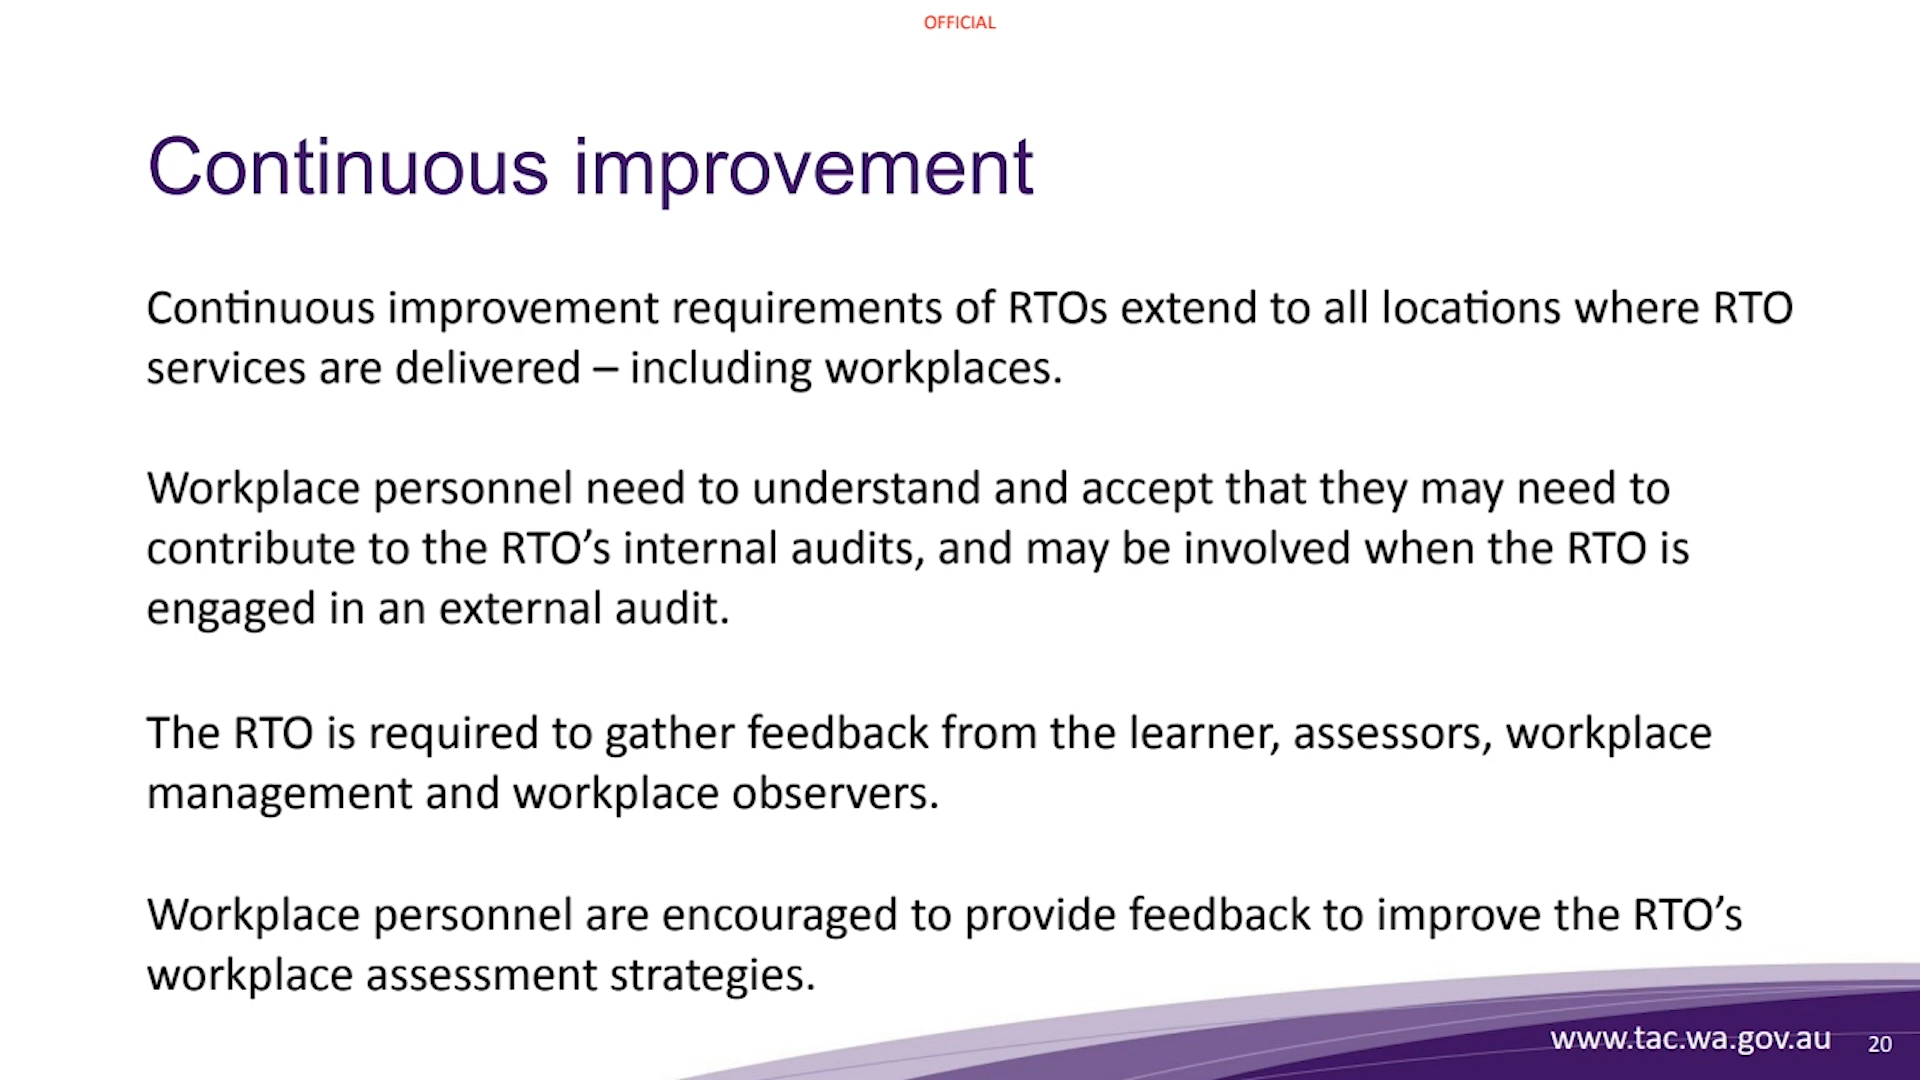 OFFICIAL
Continuous improvement
Continuous improvement requirements of RTOs extend to all locations where RTO
services are delivered – including workplaces.
Workplace personnel need to understand and accept that they may need to
contribute to the RTO’s internal audits, and may be involved when the RTO is
engaged in an external audit.
The RTO is required to gather feedback from the learner, assessors, workplace
management and workplace observers.
Workplace personnel are encouraged to provide feedback to improve the RTO’s
workplace assessment strategies.
www.tac.wa.gov.au 20